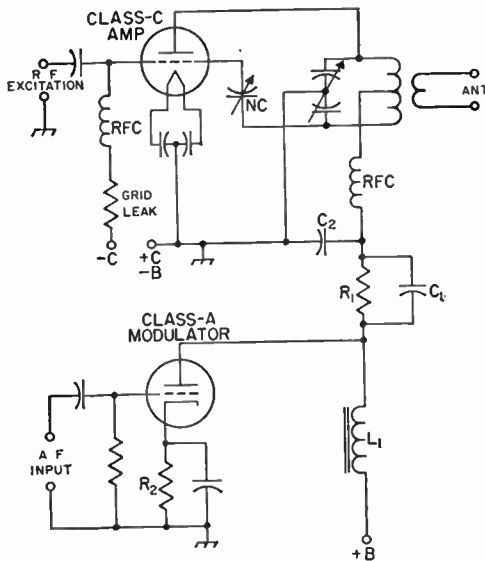 CLASS-C
AMP
R F
EXCITATION
NC
ANT
RFC
RFC
GRID
LEAK
C2
-C
+C
-B
R1
C1
CLASS-A
MODULATOR
A F
INPUT
R2
L1
+B